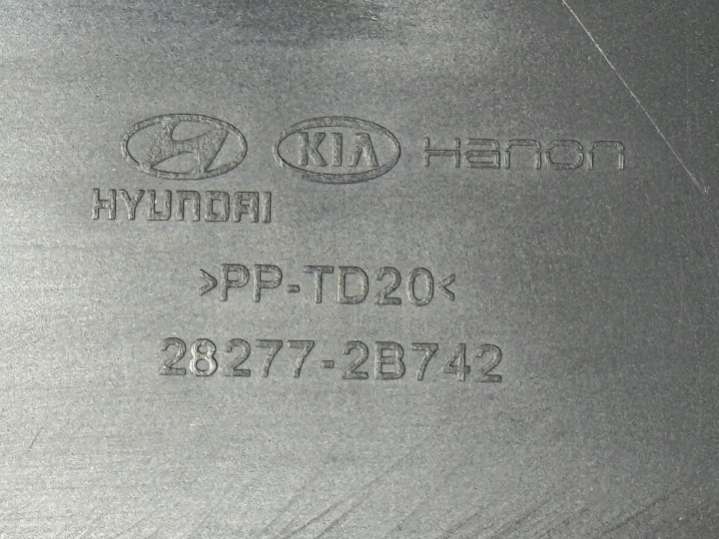 KIA Hanon
HYUNDAI
>PP-TD20<
28277-2B742